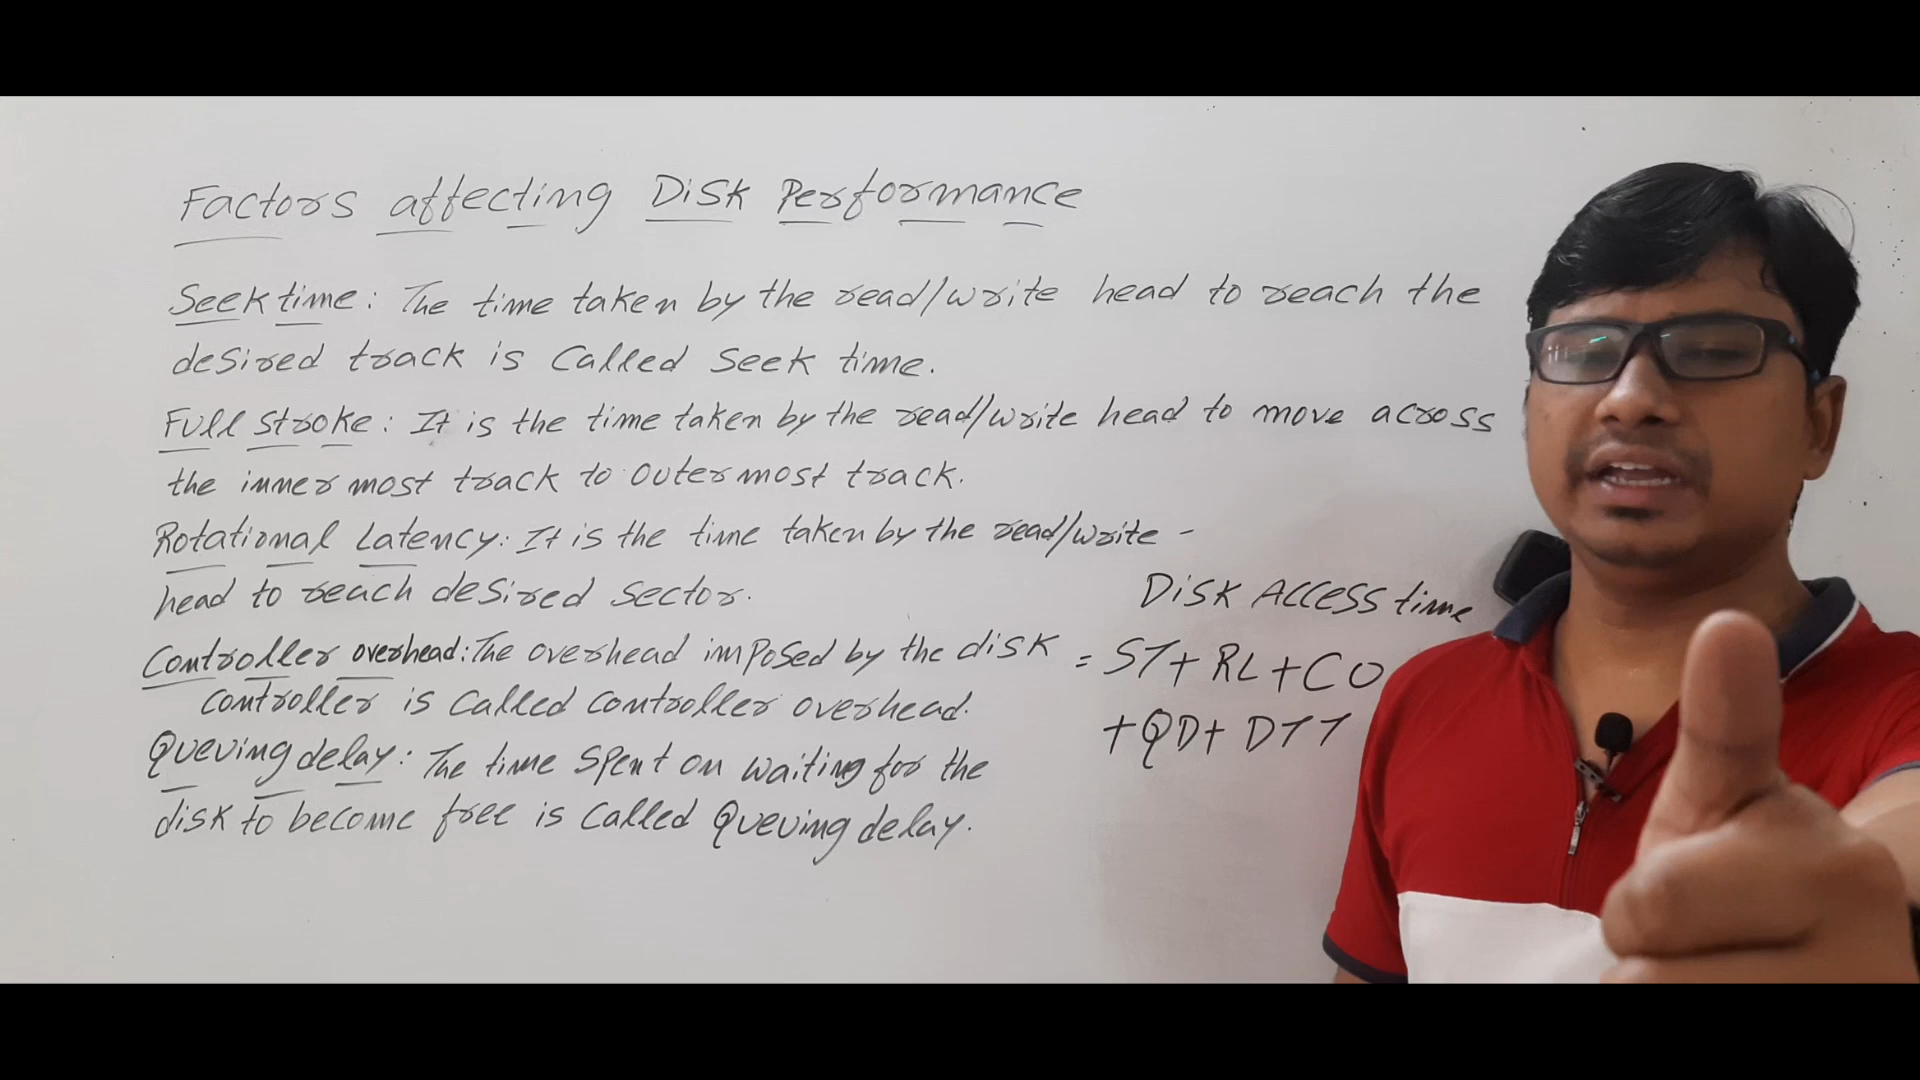 Factors affecting Disk Performance
Seek time: The time taken by the read/write head to reach the
desired track is called seek time.
Full stroke: It is the time taken by the read/write head to move across
the inner most track to outer most track.
Rotational Latency: It is the time taken by the read/write -
head to reach desired sector.
Controller overhead: The overhead imposed by the disk
controller is called controller overhead.
Queuing delay: The time spent on waiting for the
disk to become free is called Queuing delay.
Disk Access time
= ST + RL + CO
+ QD + DTT